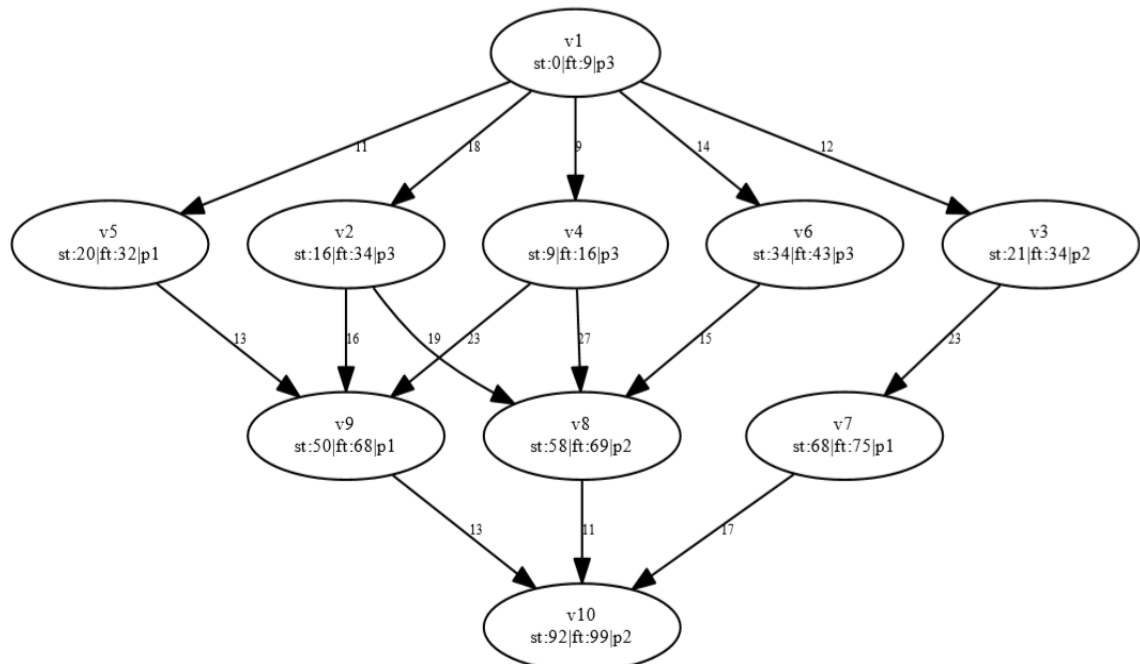 v1
st:0|ft:9|p3
11
18
9
14
12
v5
st:20|ft:32|p1
v2
st:16|ft:34|p3
v4
st:9|ft:16|p3
v6
st:34|ft:43|p3
v3
st:21|ft:34|p2
13
16
19
23
27
15
23
v9
st:50|ft:68|p1
v8
st:58|ft:69|p2
v7
st:68|ft:75|p1
13
11
17
v10
st:92|ft:99|p2